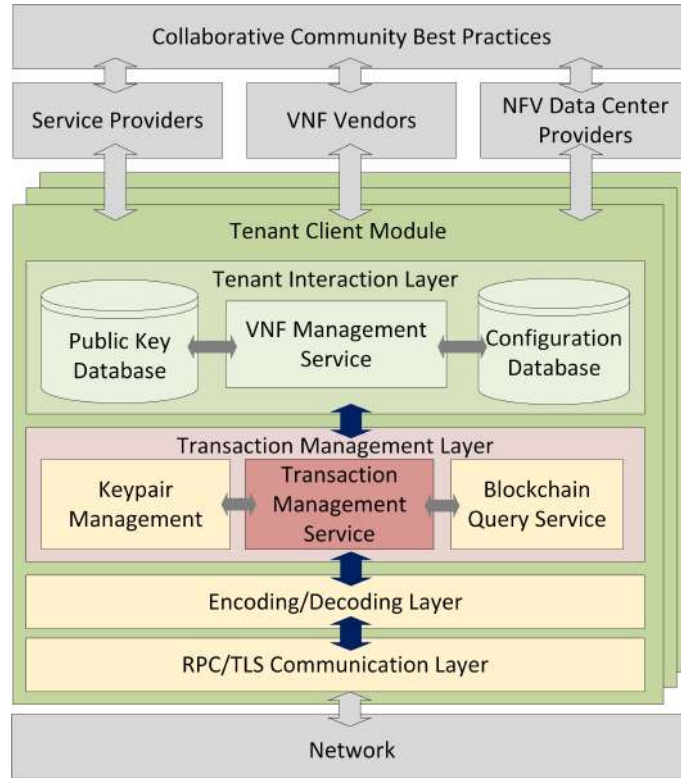 Collaborative Community Best Practices
Service Providers
VNF Vendors
NFV Data Center
Providers
Tenant Client Module
Tenant Interaction Layer
Public Key
Database
VNF Management
Service
Configuration
Database
Transaction Management Layer
Keypair
Management
Transaction
Management
Service
Blockchain
Query Service
Encoding/Decoding Layer
RPC/TLS Communication Layer
Network